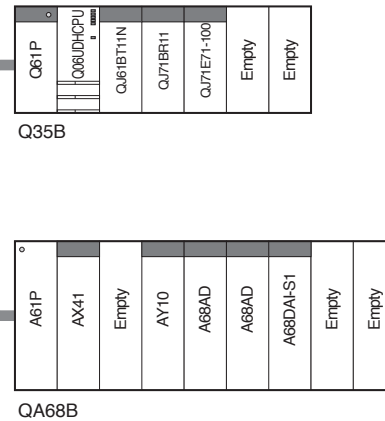 Q61P
Q06UDHCPU
QJ61BT11N
QJ71BR11
QJ71E71-100
Empty
Empty
Q35B
A61P
AX41
Empty
AY10
A68AD
A68AD
A68DAI-S1
Empty
Empty
QA68B